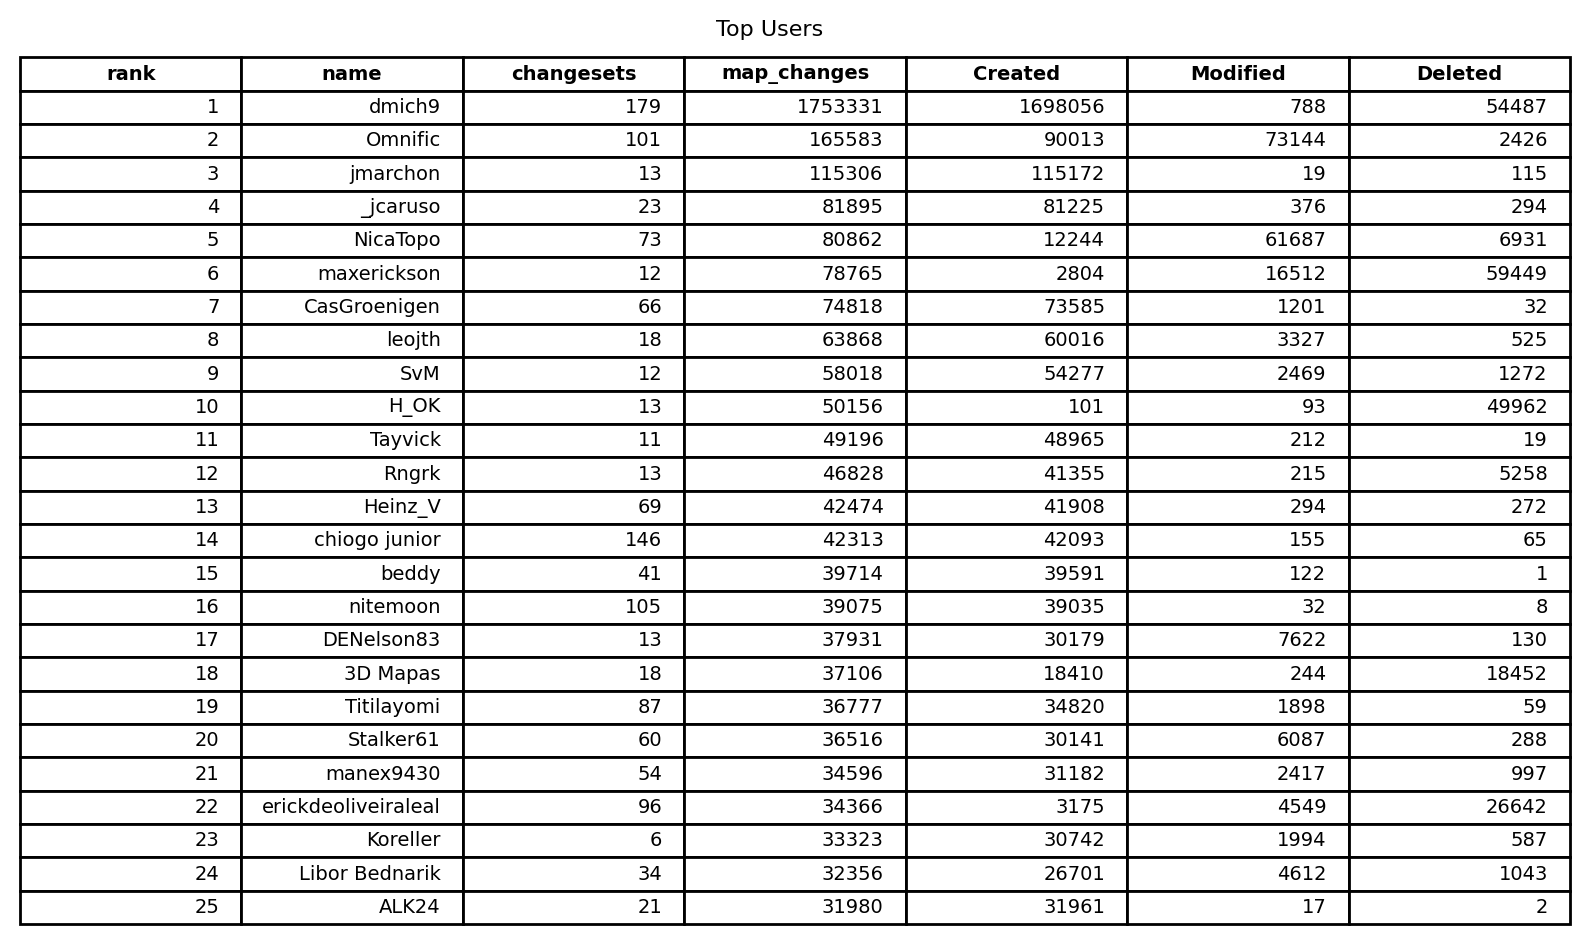 Top Users
rank name changesets map_changes Created Modified Deleted
1 dmich9 179 1753331 1698056 788 54487
2 Omnific 101 165583 90013 73144 2426
3 jmarchon 13 115306 115172 19 115
4 _jcaruso 23 81895 81225 376 294
5 NicaTopo 73 80862 12244 61687 6931
6 maxerickson 12 78765 2804 16512 59449
7 CasGroenigen 66 74818 73585 1201 32
8 leojth 18 63868 60016 3327 525
9 SvM 12 58018 54277 2469 1272
10 H_OK 13 50156 101 93 49962
11 Tayvick 11 49196 48965 212 19
12 Rngrk 13 46828 41355 215 5258
13 Heinz_V 69 42474 41908 294 272
14 chiogo junior 146 42313 42093 155 65
15 beddy 41 39714 39591 122 1
16 nitemoon 105 39075 39035 32 8
17 DENelson83 13 37931 30179 7622 130
18 3D Mapas 18 37106 18410 244 18452
19 Titilayomi 87 36777 34820 1898 59
20 Stalker61 60 36516 30141 6087 288
21 manex9430 54 34596 31182 2417 997
22 erickdeoliveiraleal 96 34366 3175 4549 26642
23 Koreller 6 33323 30742 1994 587
24 Libor Bednarik 34 32356 26701 4612 1043
25 ALK24 21 31980 31961 17 2